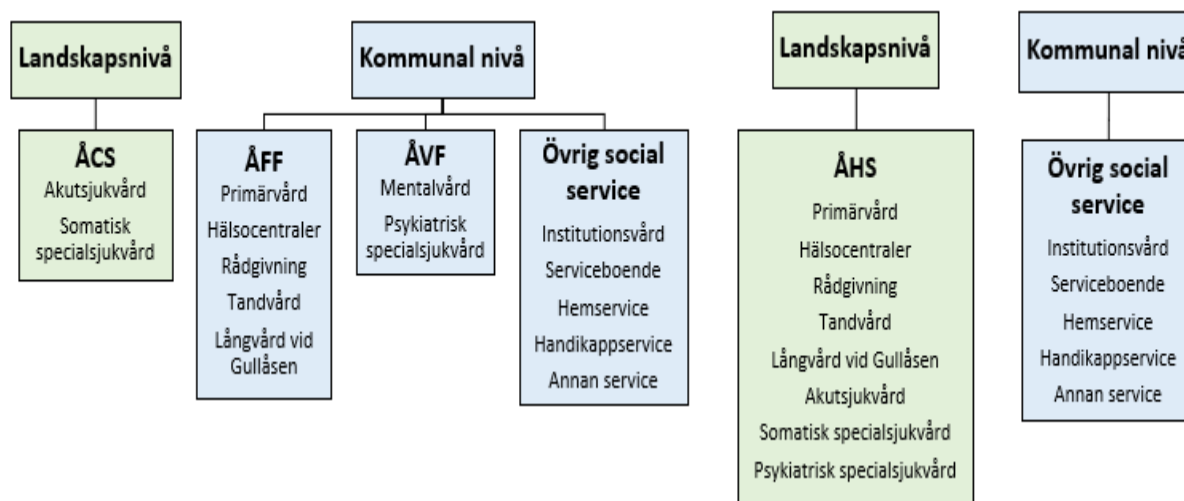 Landskapsnivå
ÅCS
Akutsjukvård
Somatisk
specialsjukvård
Kommunal nivå
ÅFF
Primärvård
Hälsocentraler
Rådgivning
Tandvård
Långvård vid
Gullåsen
ÅVF
Mentalvård
Psykiatrisk
specialsjukvård
Övrig social
service
Institutionsvård
Serviceboende
Hemservice
Handikappservice
Annan service
Landskapsnivå
ÅHS
Primärvård
Hälsocentraler
Rådgivning
Tandvård
Långvård vid Gullåsen
Akutsjukvård
Somatisk specialsjukvård
Psykiatrisk specialsjukvård
Kommunal nivå
Övrig social
service
Institutionsvård
Serviceboende
Hemservice
Handikappservice
Annan service